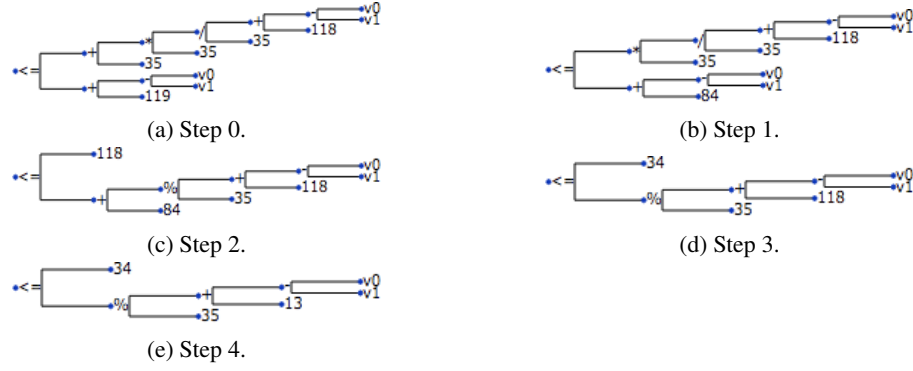 v0
-
+ v1
/ 118
* 35
+ 35
<= 35
v0
-
+ v1
119
(a) Step 0.
v0
-
+ v1
/ 118
* 35
<= 35
v0
-
+ v1
84
(b) Step 1.
118
<= v0
-
+ v1
% 118
+ 35
84
(c) Step 2.
34
<= v0
-
+ v1
% 118
35
(d) Step 3.
34
<= v0
-
+ v1
% 13
35
(e) Step 4.